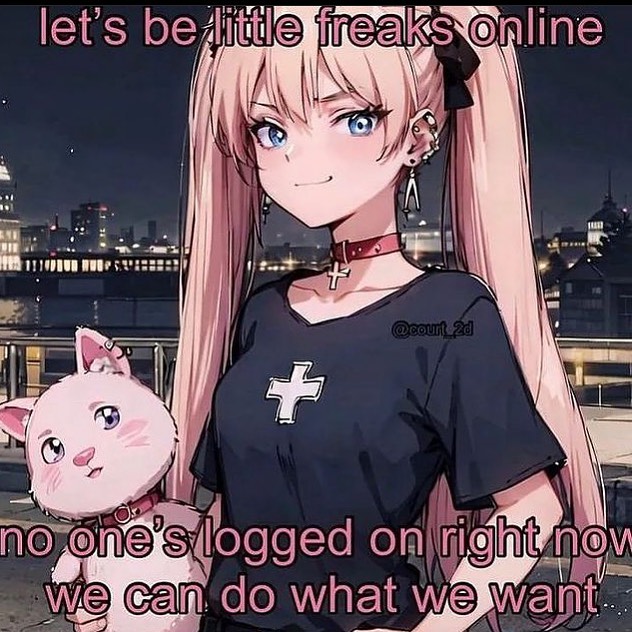 let's be little freaks online
@court_2d
no one's logged on right now
we can do what we want